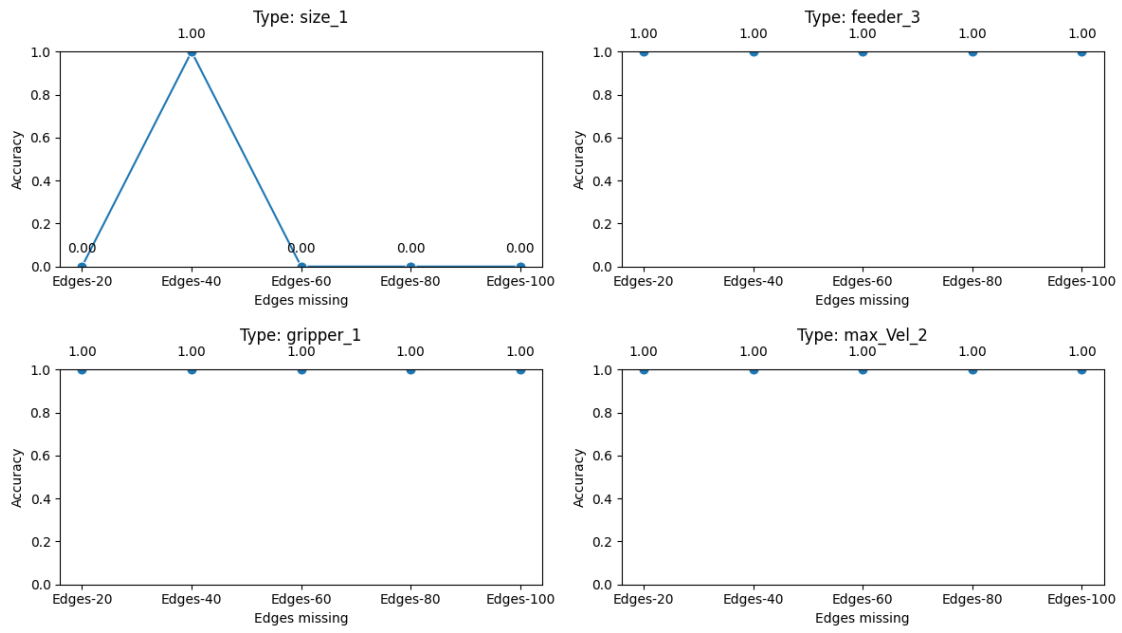 Type: size_1
1.00
1.0
0.8
0.6
0.4
0.2
0.0
Accuracy
0.00
0.00
0.00
0.00
Edges-20
Edges-40
Edges-60
Edges-80
Edges-100
Edges missing
Type: feeder_3
1.00
1.00
1.00
1.00
1.00
1.0
0.8
0.6
0.4
0.2
0.0
Accuracy
Edges-20
Edges-40
Edges-60
Edges-80
Edges-100
Edges missing
Type: gripper_1
1.00
1.00
1.00
1.00
1.00
1.0
0.8
0.6
0.4
0.2
0.0
Accuracy
Edges-20
Edges-40
Edges-60
Edges-80
Edges-100
Edges missing
Type: max_Vel_2
1.00
1.00
1.00
1.00
1.00
1.0
0.8
0.6
0.4
0.2
0.0
Accuracy
Edges-20
Edges-40
Edges-60
Edges-80
Edges-100
Edges missing